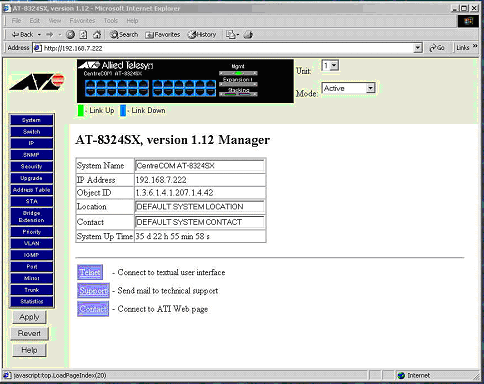 AT-8324SX, version 1.12 - Microsoft Internet Explorer
File Edit View Favorites Tools Help
Back Search Favorites History
Address http://192.168.7.222 Go Links »
Allied Telesyn
CentreCOM AT-8324SX
Mgmt
Expansion1
Stacking
Unit: 1
Mode: Active
- Link Up - Link Down
System
Switch
IP
SNMP
Security
Upgrade
Address Table
STA
Bridge
Extension
Priority
VLAN
IGMP
Port
Mirror
Trunk
Statistics
Apply
Revert
Help
AT-8324SX, version 1.12 Manager
System Name CentreCOM AT-8324SX
IP Address 192.168.7.222
Object ID 1.3.6.1.4.1.207.1.4.42
Location DEFAULT SYSTEM LOCATION
Contact DEFAULT SYSTEM CONTACT
System Up Time 35 d 22 h 55 min 58 s
Telnet - Connect to textual user interface
Support - Send mail to technical support
Contact - Connect to ATI Web page
javascript:top.LoadPageIndex(20) Internet